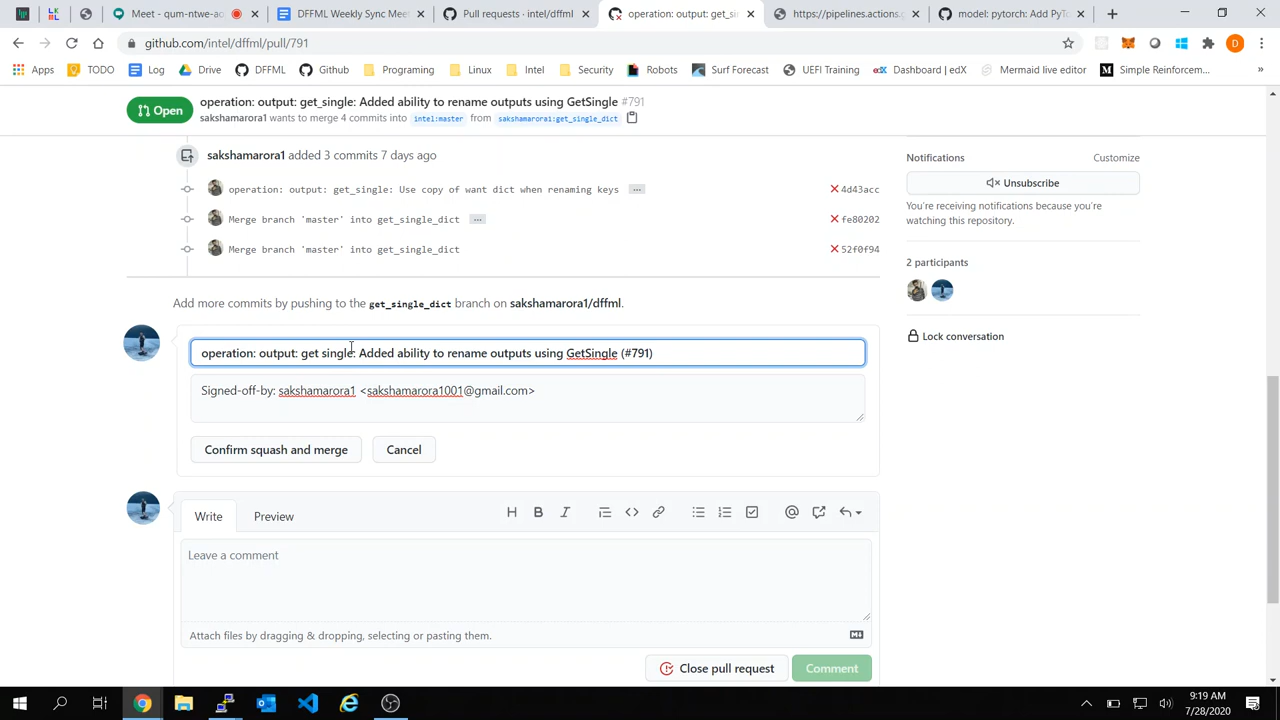 Meet - qum-ntwe-ao
DFFML Weekly Sync Mee
Pull requests · intel/dffml
operation: output: get_si
https://pipelines.actions.g
model: pytorch: Add PyTo
github.com/intel/dffml/pull/791
Apps TODO Log Drive DFFML Github Programing Linux Intel Security Robots Surf Forecast UEFI Training Dashboard | edX Mermaid live editor Simple Reinforcem... »
Open
operation: output: get_single: Added ability to rename outputs using GetSingle #791
sakshamarora1 wants to merge 4 commits into intel:master from sakshamarora1:get_single_dict
sakshamarora1 added 3 commits 7 days ago
operation: output: get_single: Use copy of want dict when renaming keys ... 4d43acc
Merge branch 'master' into get_single_dict ... fe80202
Merge branch 'master' into get_single_dict 52f0f94
Add more commits by pushing to the get_single_dict branch on sakshamarora1/dffml.
operation: output: get single: Added ability to rename outputs using GetSingle (#791)
Signed-off-by: sakshamarora1 <sakshamarora1001@gmail.com>
Confirm squash and merge Cancel
Write Preview
Leave a comment
Attach files by dragging & dropping, selecting or pasting them.
Close pull request Comment
Notifications Customize
Unsubscribe
You're receiving notifications because you're
watching this repository.
2 participants
Lock conversation
9:19 AM
7/28/2020